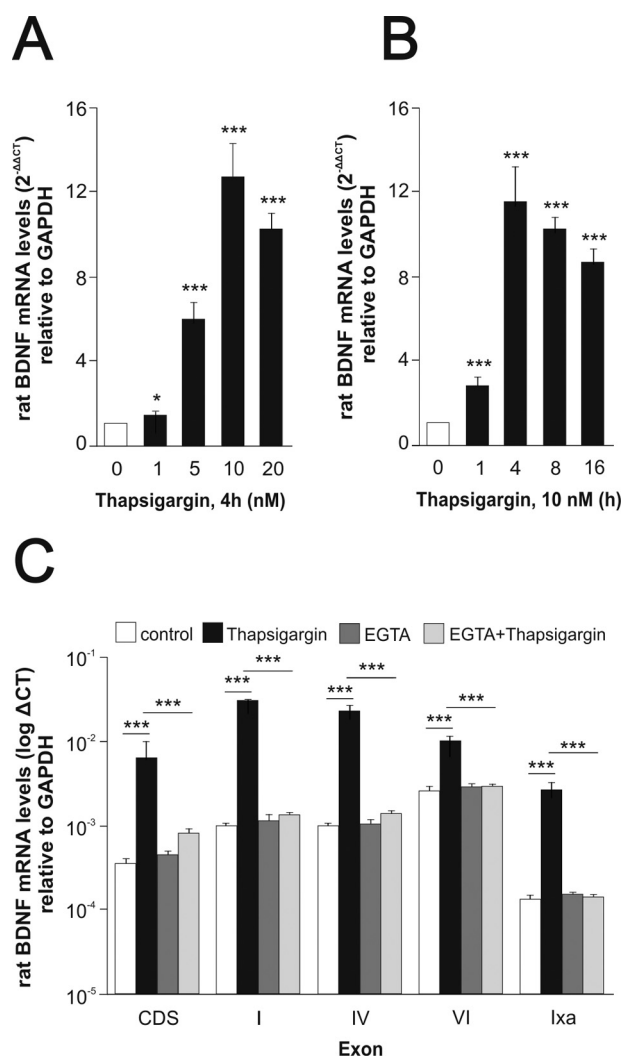 A
B
rat BDNF mRNA levels (2^-ΔΔCT)
relative to GAPDH
16
12
8
4
0
*
***
***
***
0 1 5 10 20
Thapsigargin, 4h (nM)
rat BDNF mRNA levels (2^-ΔΔCT)
relative to GAPDH
16
12
8
4
0
***
***
***
***
0 1 4 8 16
Thapsigargin, 10 nM (h)
C
control Thapsigargin EGTA EGTA+Thapsigargin
rat BDNF mRNA levels (log ΔCT)
relative to GAPDH
10^-1
10^-2
10^-3
10^-4
10^-5
*** ***
*** ***
*** ***
*** ***
*** ***
CDS I IV VI Ixa
Exon